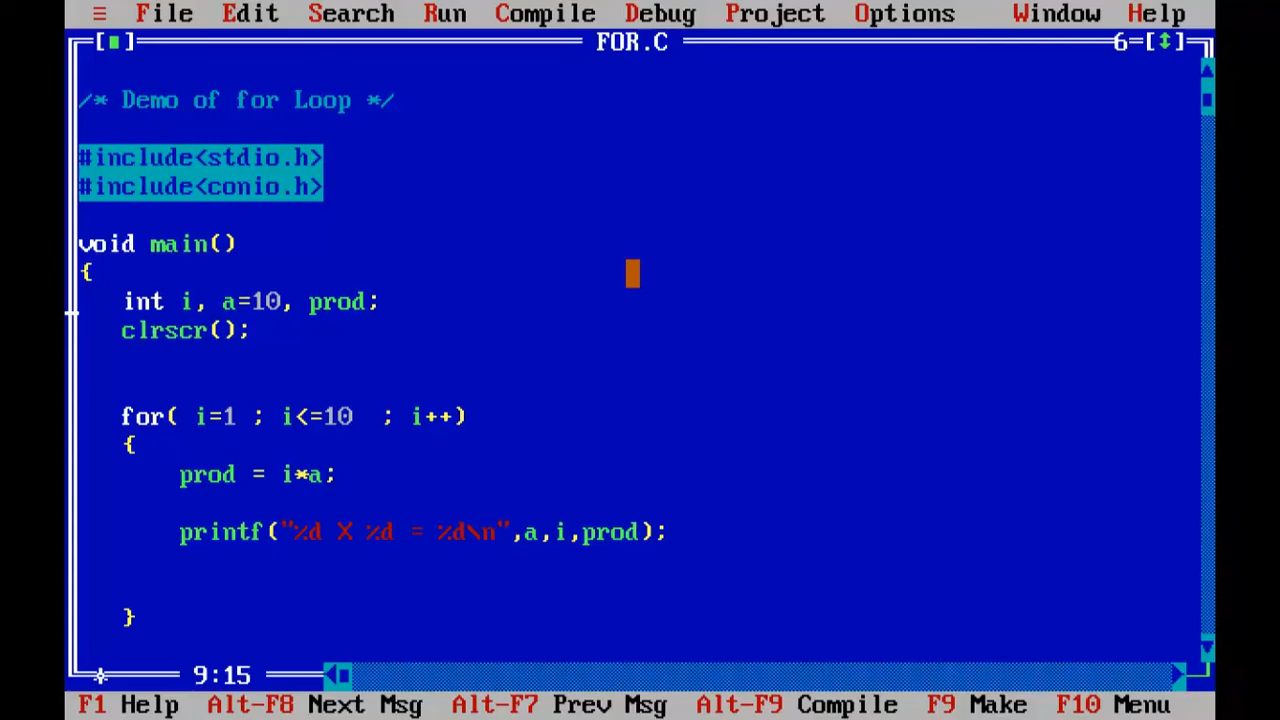 ≡ File Edit Search Run Compile Debug Project Options Window Help
[■] FOR.C 6=[↕]
/* Demo of for Loop */
#include<stdio.h>
#include<conio.h>
void main()
{
int i, a=10, prod;
clrscr();
for( i=1 ; i<=10  ; i++)
{
prod = i*a;
printf("%d X %d = %d\n",a,i,prod);
}
9:15
F1 Help Alt-F8 Next Msg Alt-F7 Prev Msg Alt-F9 Compile F9 Make F10 Menu